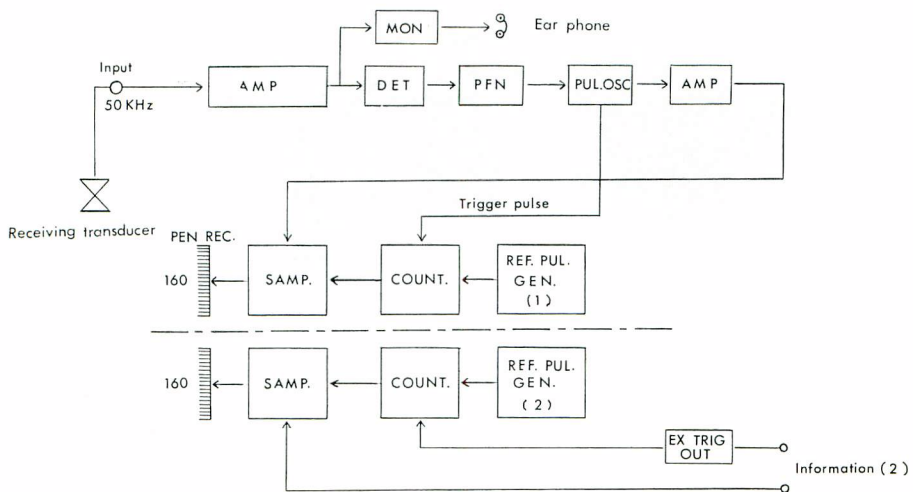 MON
Ear phone
Input
50 KHz
AMP
DET
PFN
PUL.OSC
AMP
Receiving transducer
Trigger pulse
PEN REC.
160
SAMP.
COUNT.
REF. PUL.
GEN.
(1)
160
SAMP.
COUNT.
REF. PUL.
GEN.
(2)
EX TRIG
OUT
Information (2)